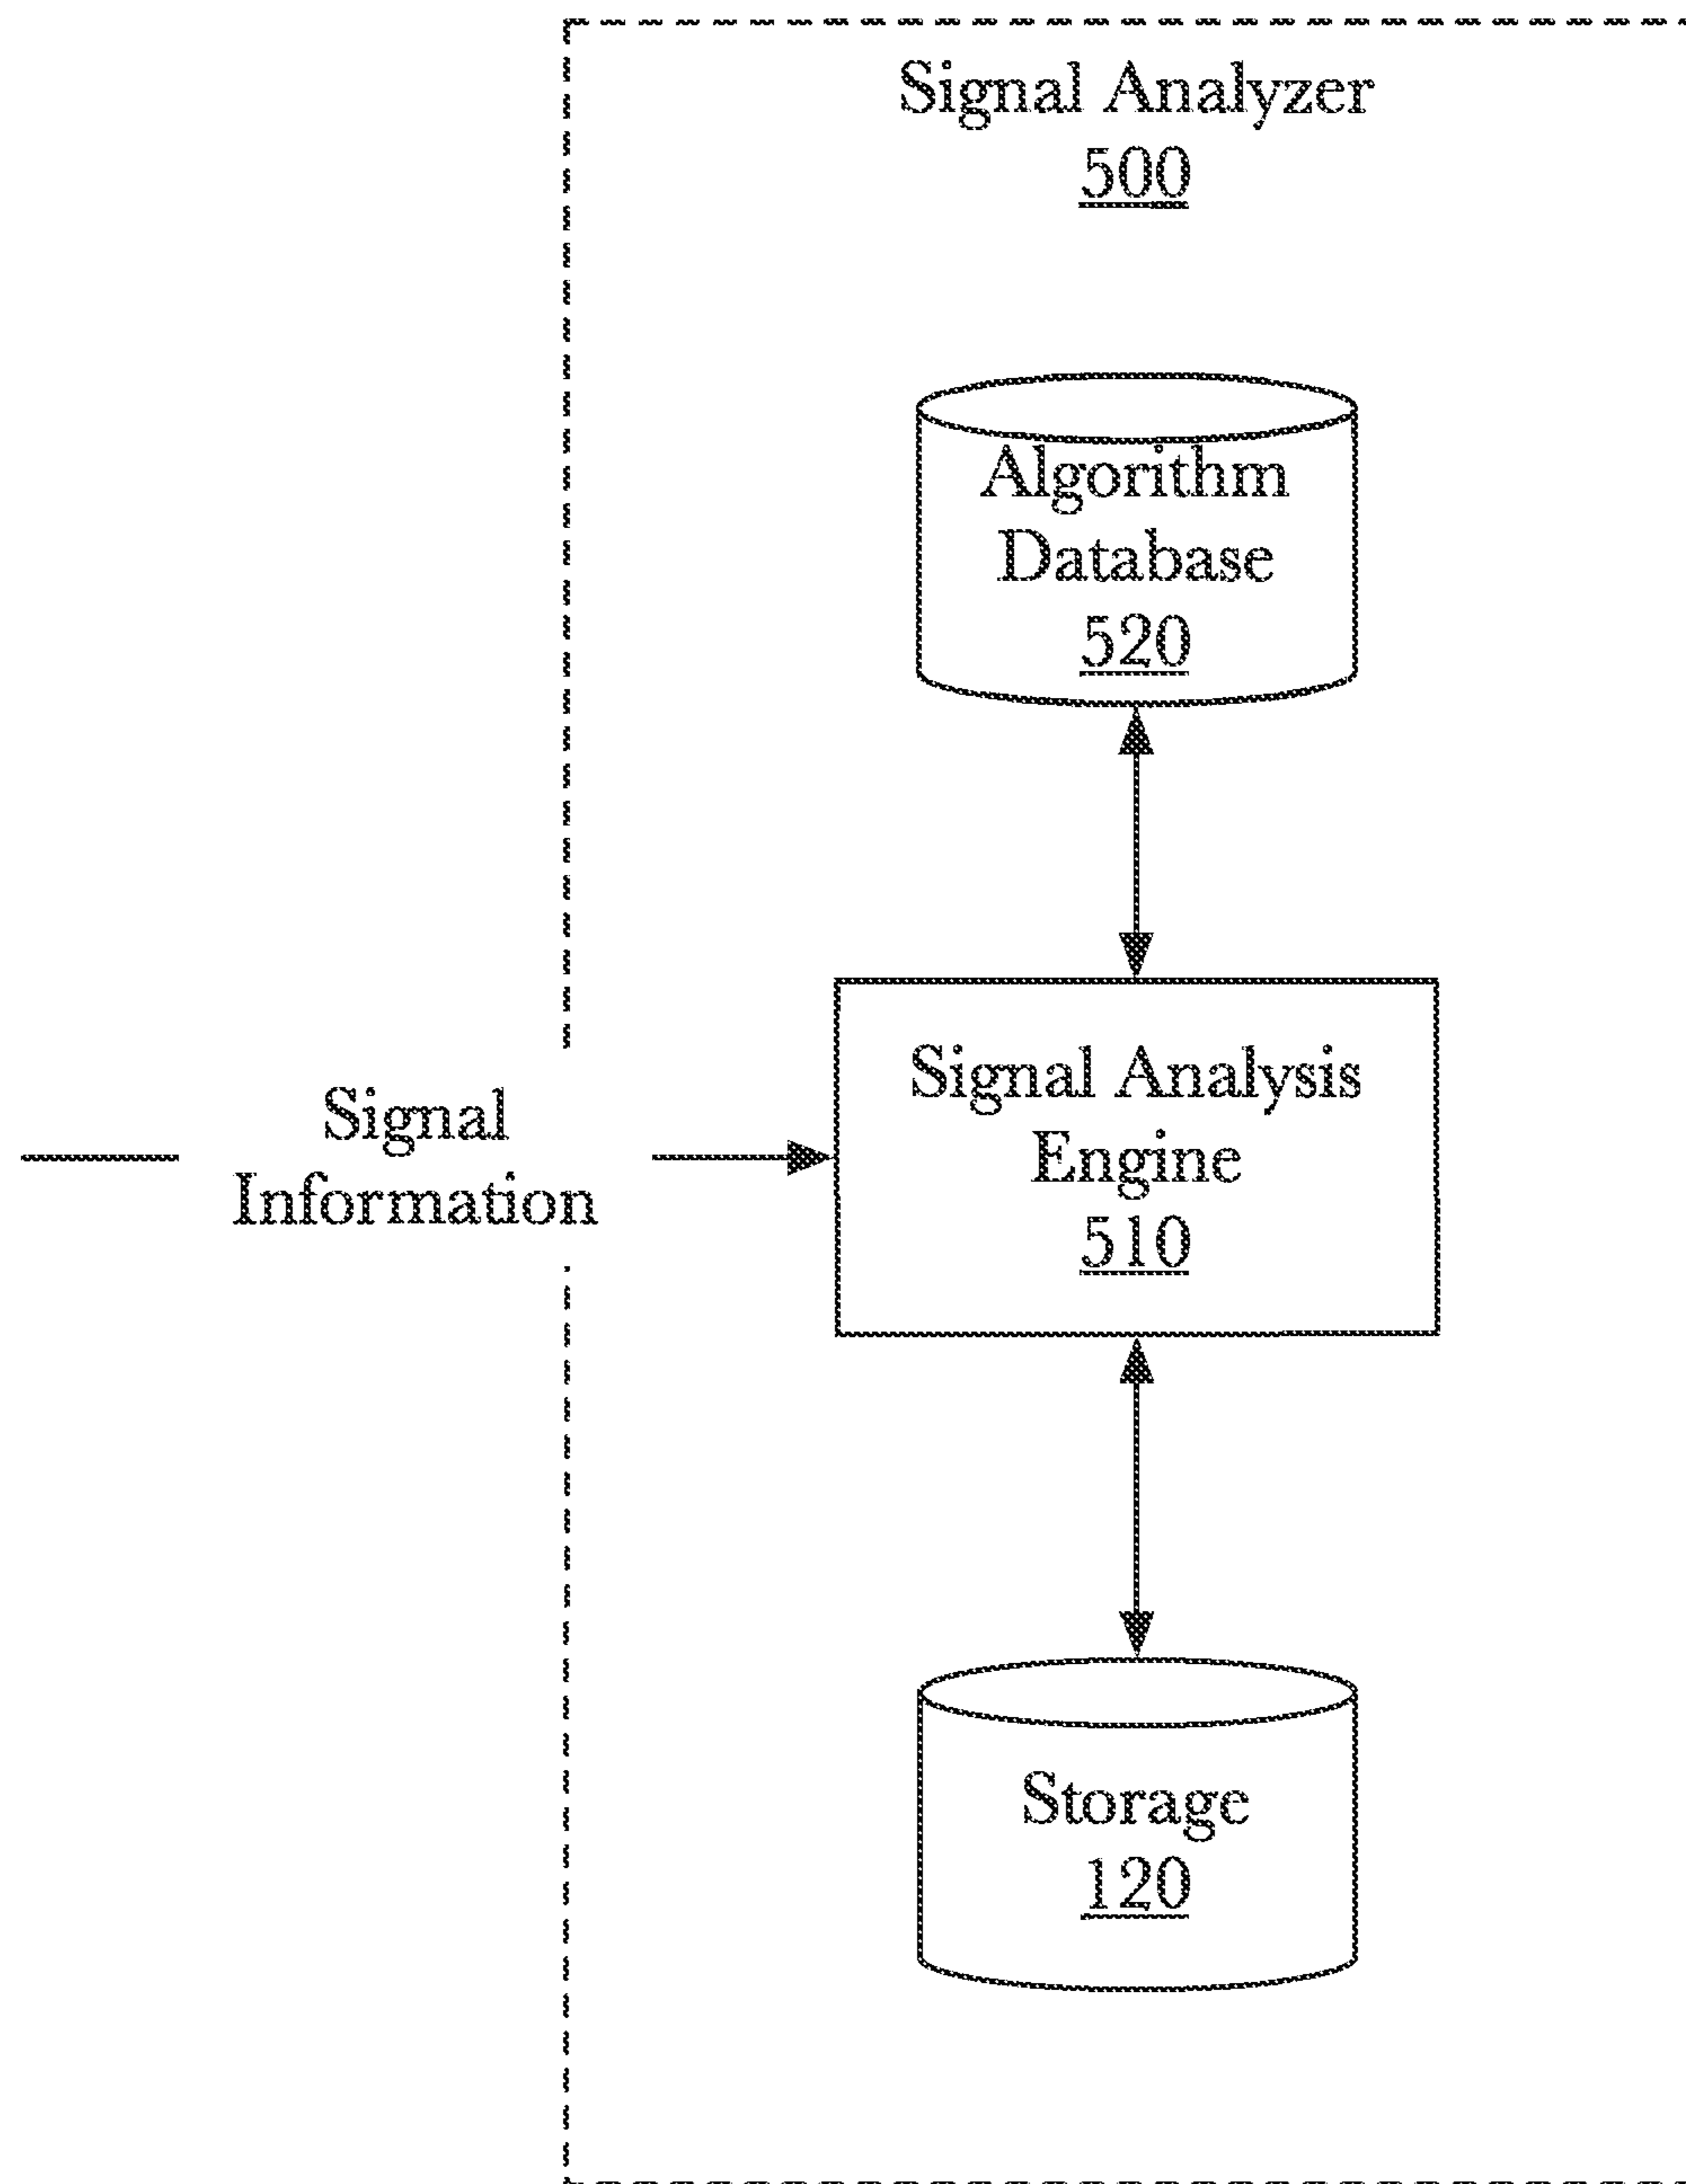 Signal Analyzer
500
Algorithm
Database
520
Signal Analysis
Engine
510
Signal
Information
Storage
120